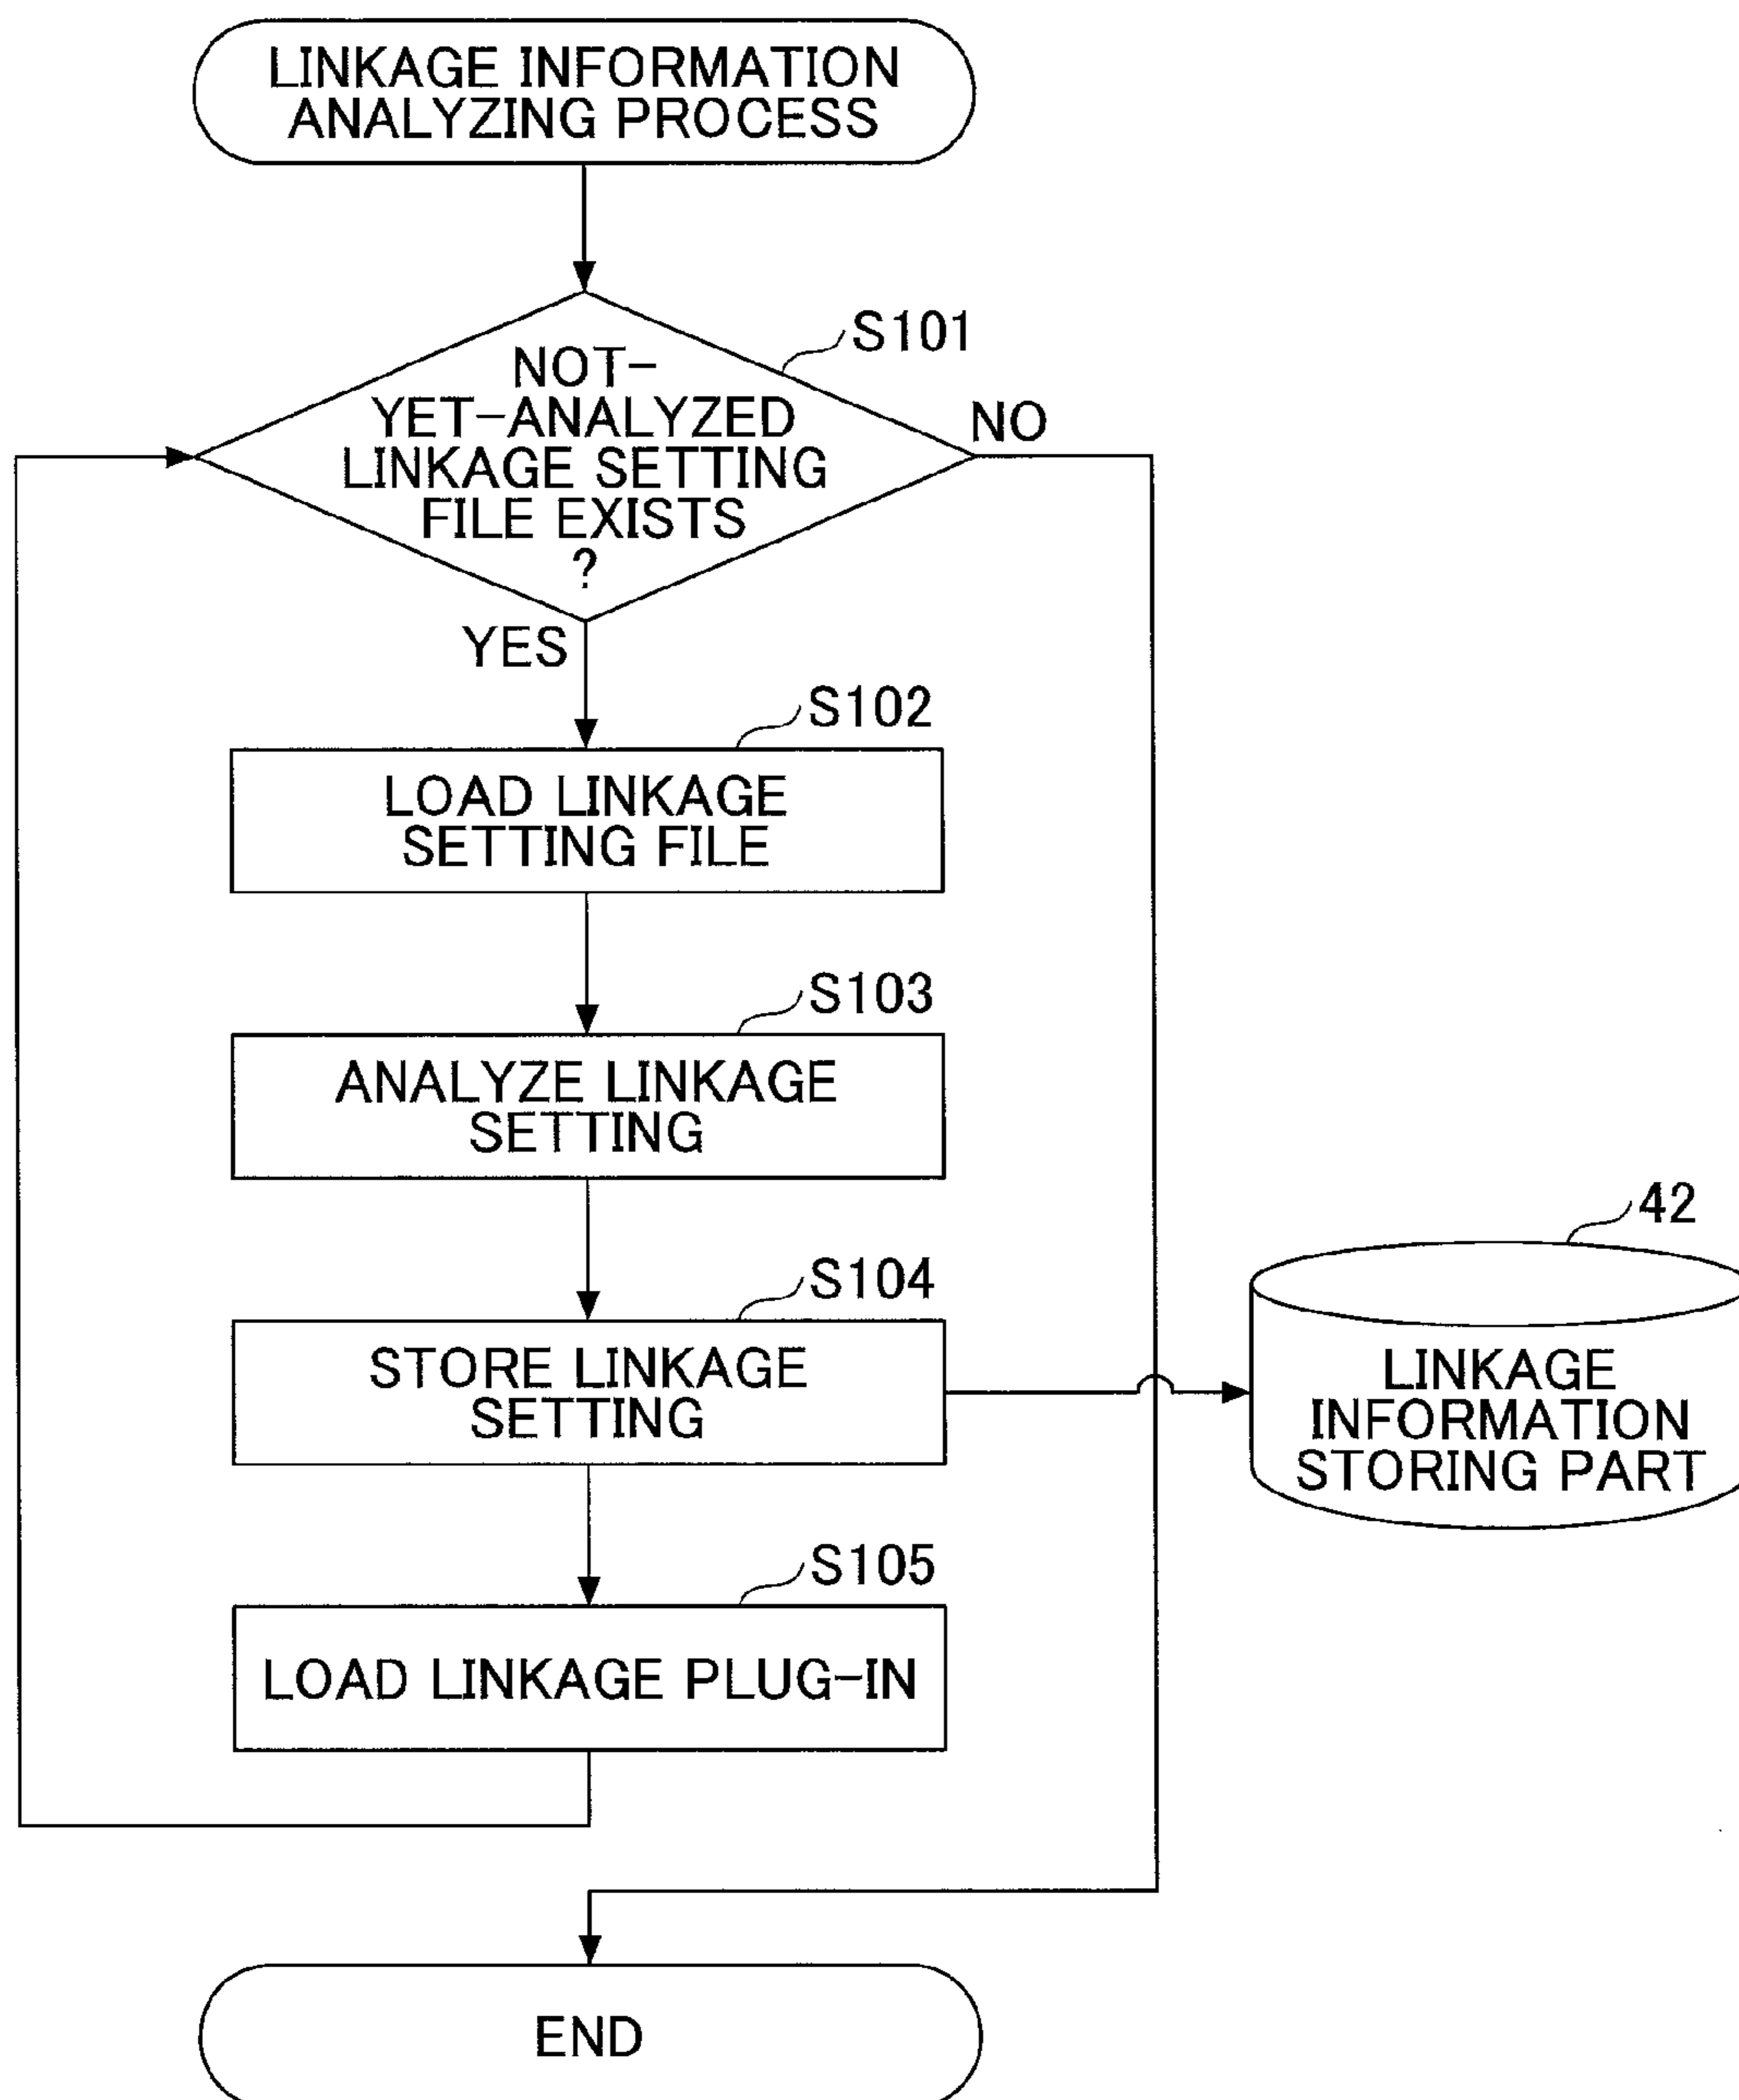 LINKAGE INFORMATION
ANALYZING PROCESS
S101
NOT-
YET-ANALYZED
LINKAGE SETTING
FILE EXISTS
?
NO
YES
S102
LOAD LINKAGE
SETTING FILE
S103
ANALYZE LINKAGE
SETTING
S104
STORE LINKAGE
SETTING
42
LINKAGE
INFORMATION
STORING PART
S105
LOAD LINKAGE PLUG-IN
END